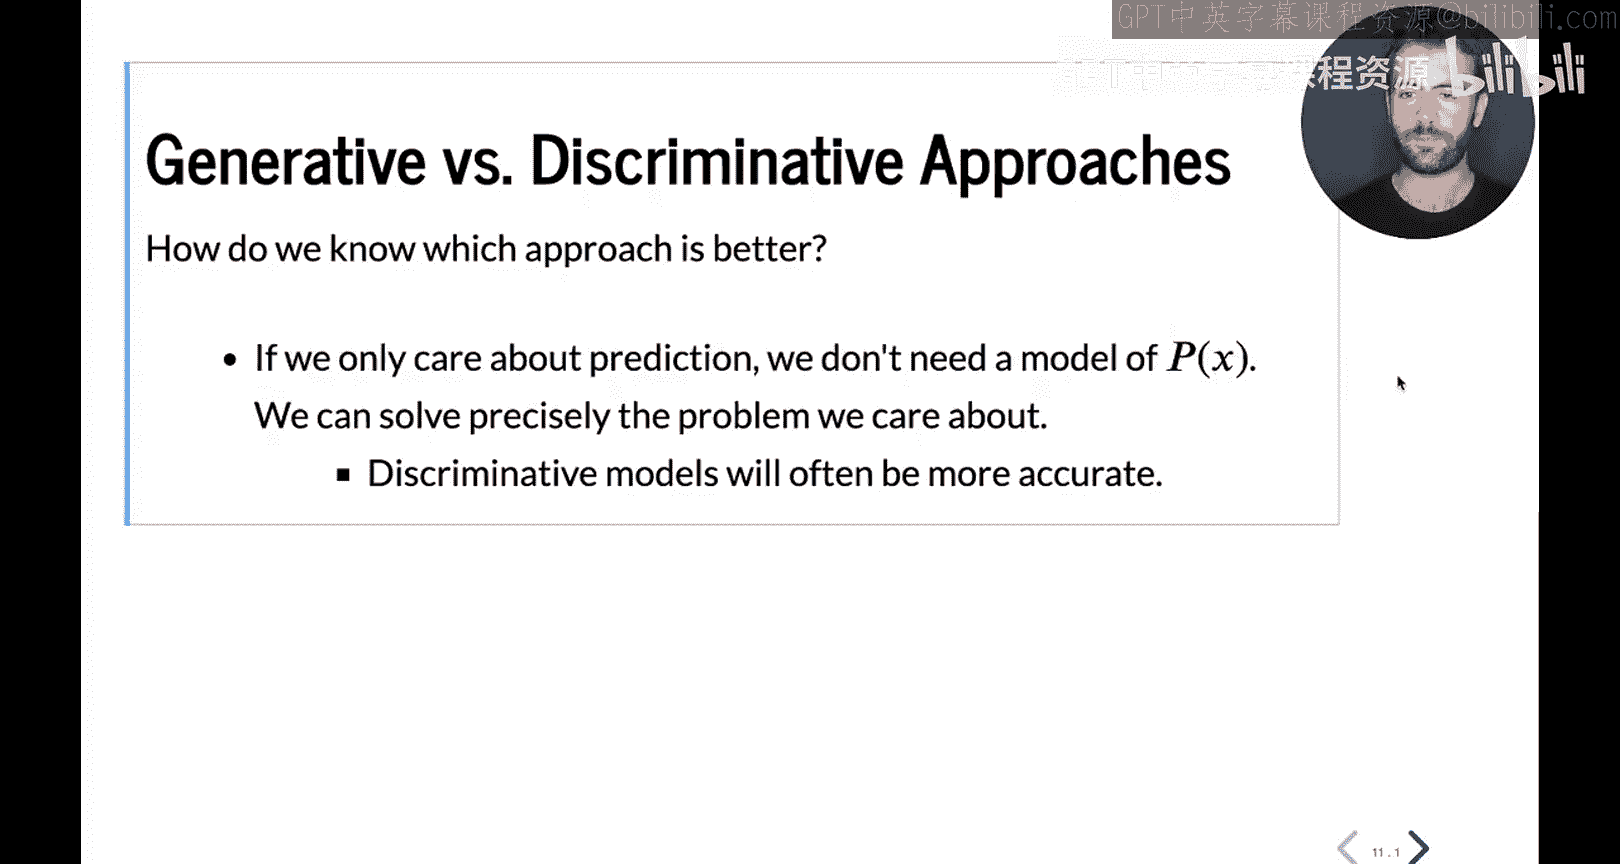 GPT中英字幕课程资源@bilibili.com
课程资源 bilibili
Generative vs. Discriminative Approaches
How do we know which approach is better?
• If we only care about prediction, we don't need a model of P(x).
We can solve precisely the problem we care about.
▪ Discriminative models will often be more accurate.
11.1